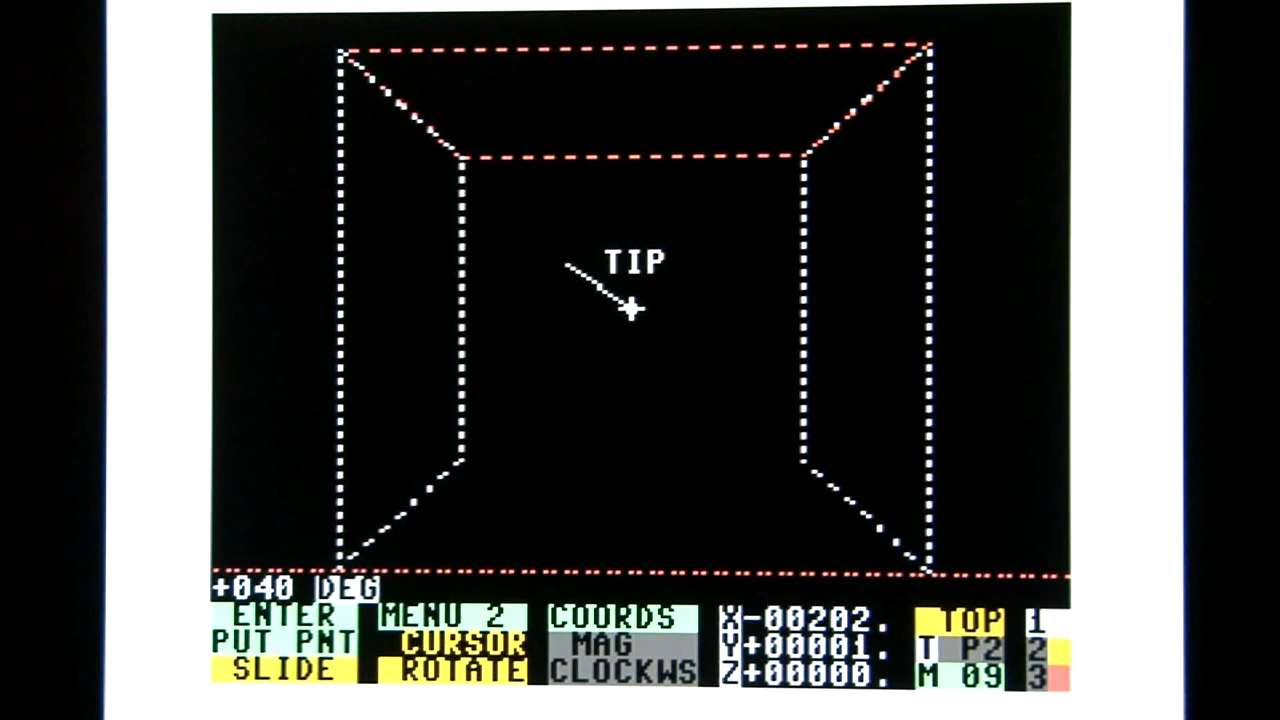 TIP
+040 DEG
ENTER MENU 2 COORDS X-00202. TOP 1
PUT PNT CURSOR MAG Y+00001. T P2 2
SLIDE ROTATE CLOCKWS Z+00000. M 09 3